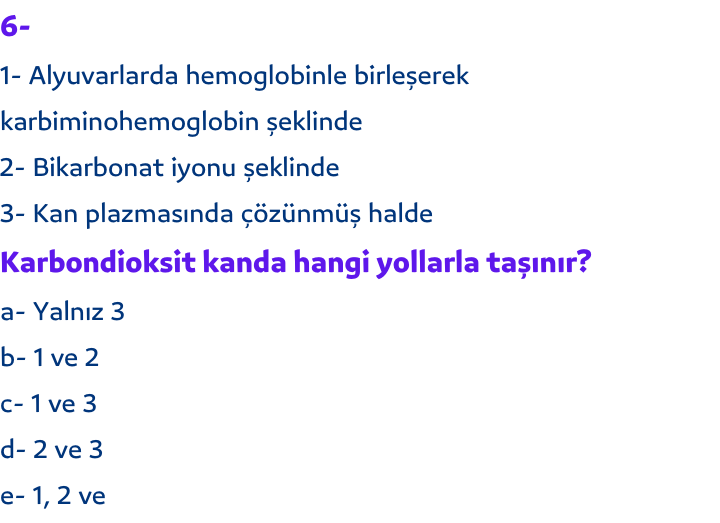 6-
1- Alyuvarlarda hemoglobinle birleşerek
karbiminohemoglobin şeklinde
2- Bikarbonat iyonu şeklinde
3- Kan plazmasında çözünmüş halde
Karbondioksit kanda hangi yollarla taşınır?
a- Yalnız 3
b- 1 ve 2
c- 1 ve 3
d- 2 ve 3
e- 1, 2 ve